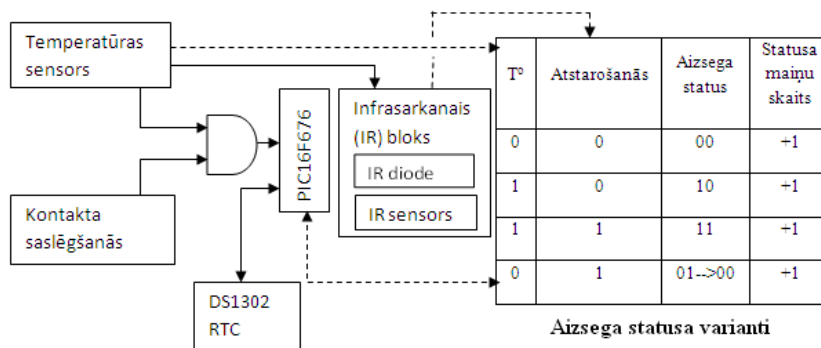 Temperatūras
sensors
Kontakta
saslēgšanās
PIC16F676
DS1302
RTC
Infrasarkanais
(IR) bloks
IR diode
IR sensors
T⁰ Atstarošanās Aizsega status Statusa maiņu skaits
0 0 00 +1
1 0 10 +1
1 1 11 +1
0 1 01-->00 +1
Aizsega statusa varianti